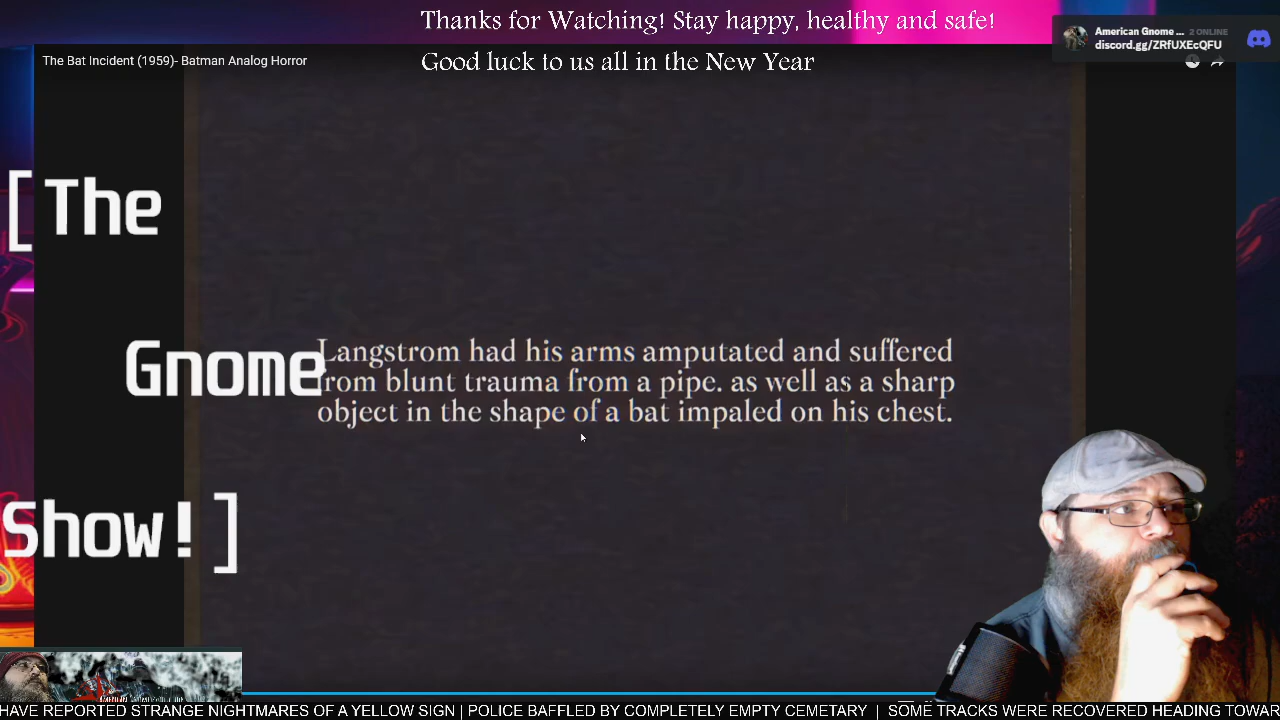 Thanks for Watching! Stay happy, healthy and safe!
American Gnome ... 2 ONLINE
discord.gg/ZRfUXEcQFU
The Bat Incident (1959)- Batman Analog Horror
Good luck to us all in the New Year
[The
Gnome
Show!]
Langstrom had his arms amputated and suffered
from blunt trauma from a pipe. as well as a sharp
object in the shape of a bat impaled on his chest.
HAVE REPORTED STRANGE NIGHTMARES OF A YELLOW SIGN | POLICE BAFFLED BY COMPLETELY EMPTY CEMETARY | SOME TRACKS WERE RECOVERED HEADING TOWAR